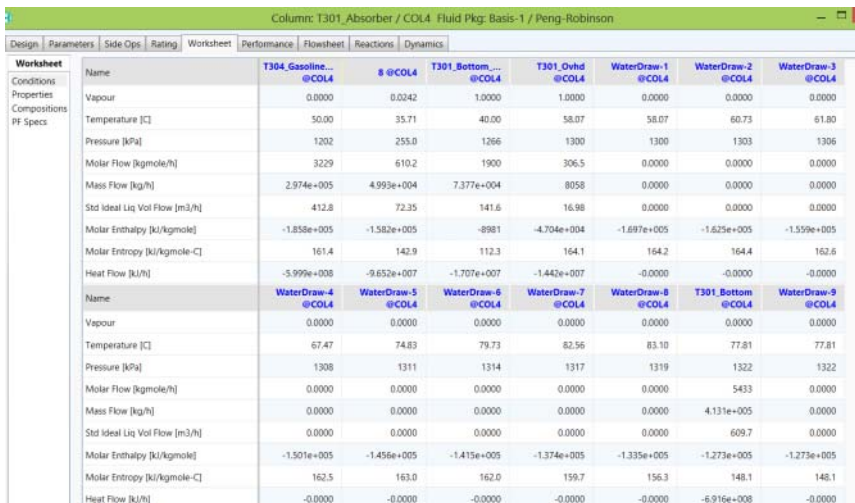 Column: T301_Absorber / COL4 Fluid Pkg: Basis-1 / Peng-Robinson
Design Parameters Side Ops Rating Worksheet Performance Flowsheet Reactions Dynamics
Worksheet
Conditions
Properties
Compositions
PF Specs
Name T304_Gasoline... @COL4 8 @COL4 T301_Bottom_... @COL4 T301_Ovhd @COL4 WaterDraw-1 @COL4 WaterDraw-2 @COL4 WaterDraw-3 @COL4
Vapour 0.0000 0.0242 1.0000 1.0000 0.0000 0.0000 0.0000
Temperature [C] 50.00 35.71 40.00 58.07 58.07 60.73 61.80
Pressure [kPa] 1202 255.0 1266 1300 1300 1303 1306
Molar Flow [kgmole/h] 3229 610.2 1900 306.5 0.0000 0.0000 0.0000
Mass Flow [kg/h] 2.974e+005 4.993e+004 7.377e+004 8058 0.0000 0.0000 0.0000
Std Ideal Liq Vol Flow [m3/h] 412.8 72.35 141.6 16.98 0.0000 0.0000 0.0000
Molar Enthalpy [kJ/kgmole] -1.858e+005 -1.582e+005 -8981 -4.704e+004 -1.697e+005 -1.625e+005 -1.559e+005
Molar Entropy [kJ/kgmole-C] 161.4 142.9 112.3 164.1 164.2 164.4 162.6
Heat Flow [kJ/h] -5.999e+008 -9.652e+007 -1.707e+007 -1.442e+007 -0.0000 -0.0000 -0.0000
Name WaterDraw-4 @COL4 WaterDraw-5 @COL4 WaterDraw-6 @COL4 WaterDraw-7 @COL4 WaterDraw-8 @COL4 T301_Bottom @COL4 WaterDraw-9 @COL4
Vapour 0.0000 0.0000 0.0000 0.0000 0.0000 0.0000 0.0000
Temperature [C] 67.47 74.83 79.73 82.56 83.10 77.81 77.81
Pressure [kPa] 1308 1311 1314 1317 1319 1322 1322
Molar Flow [kgmole/h] 0.0000 0.0000 0.0000 0.0000 0.0000 5433 0.0000
Mass Flow [kg/h] 0.0000 0.0000 0.0000 0.0000 0.0000 4.131e+005 0.0000
Std Ideal Liq Vol Flow [m3/h] 0.0000 0.0000 0.0000 0.0000 0.0000 609.7 0.0000
Molar Enthalpy [kJ/kgmole] -1.501e+005 -1.456e+005 -1.415e+005 -1.374e+005 -1.335e+005 -1.273e+005 -1.273e+005
Molar Entropy [kJ/kgmole-C] 162.5 163.0 162.0 159.7 156.3 148.1 148.1
Heat Flow [kJ/h] -0.0000 -0.0000 -0.0000 -0.0000 -0.0000 -6.916e+008 -0.0000